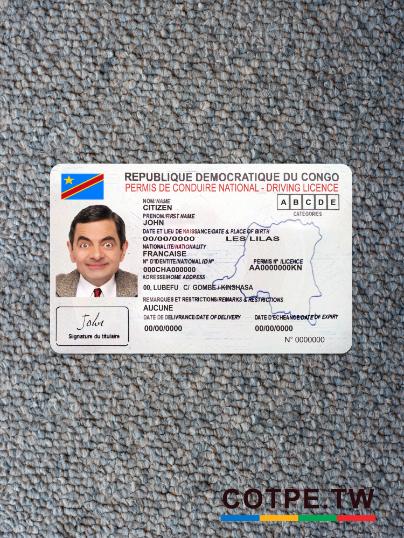 REPUBLIQUE DEMOCRATIQUE DU CONGO
PERMIS DE CONDUIRE NATIONAL - DRIVING LICENCE
NOM/NAME
CITIZEN
A B C D E
PRENOM/FIRST NAME
CATEGORIES
JOHN
DATE ET LIEU DE NAISSANCE/DATE & PLACE OF BIRTH
00/00/0000 LES LILAS
NATIONALITE/NATIONALITY
FRANCAISE
N° D'IDENTITE/NATIONAL ID N° PERMIS N° /LICENCE
000CHA000000 AA0000000KN
ADRESSE/HOME ADDRESS
00, LUBEFU C/ GOMBE-KINSHASA
REMARQUES ET RESTRICTIONS/REMARKS & RESTRICTIONS
AUCUNE
DATE DE DELIVRANCE/DATE OF DELIVERY DATE D'ECHEANCE/DATE OF EXPIRY
00/00/0000 00/00/0000
N° 0000000
John
Signature du titulaire
COTPE.TW